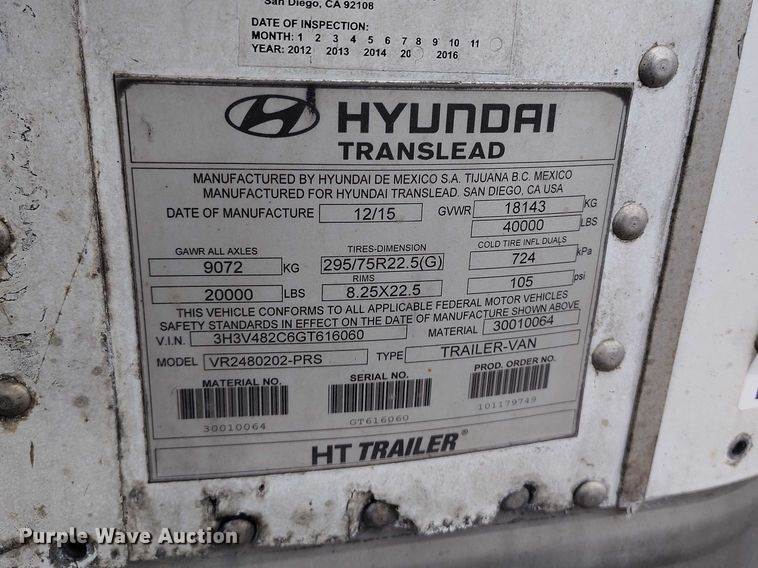 San Diego, CA 92108
DATE OF INSPECTION:
MONTH: 1 2 3 4 5 6 7 8 9 10 11
YEAR: 2012 2013 2014 20 2016
HYUNDAI
TRANSLEAD
MANUFACTURED BY HYUNDAI DE MEXICO S.A. TIJUANA B.C. MEXICO
MANUFACTURED FOR HYUNDAI TRANSLEAD. SAN DIEGO, CA USA
DATE OF MANUFACTURE 12/15 GVWR 18143 KG
40000 LBS
GAWR ALL AXLES TIRES-DIMENSION COLD TIRE INFL DUALS
9072 KG 295/75R22.5(G) 724 kPa
RIMS
20000 LBS 8.25X22.5 105 psi
THIS VEHICLE CONFORMS TO ALL APPLICABLE FEDERAL MOTOR VEHICLES
SAFETY STANDARDS IN EFFECT ON THE DATE OF MANUFACTURE SHOWN ABOVE
V.I.N. 3H3V482C6GT616060 MATERIAL 30010064
MODEL VR2480202-PRS TYPE TRAILER-VAN
MATERIAL NO. SERIAL NO. PROD. ORDER NO.
30010064 GT616060 101179749
HT TRAILER®
Purple Wave Auction